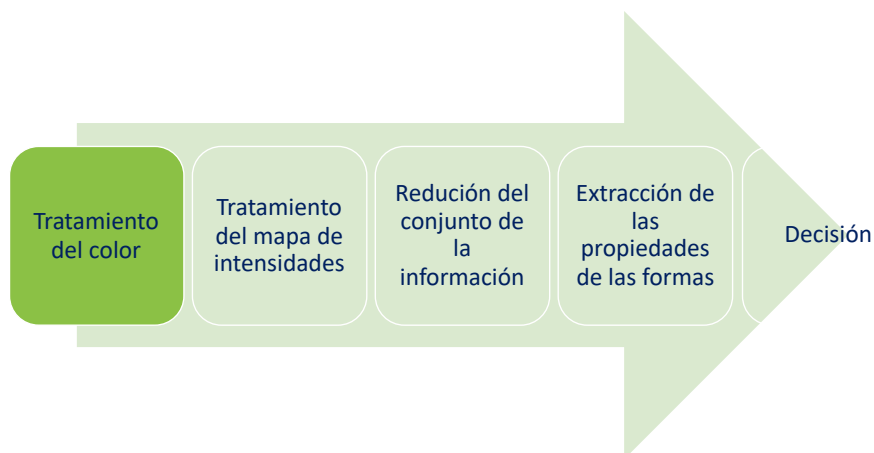 Tratamiento
del color
Tratamiento
del mapa de
intensidades
Redución del
conjunto de
la
información
Extracción de
las
propiedades
de las formas
Decisión